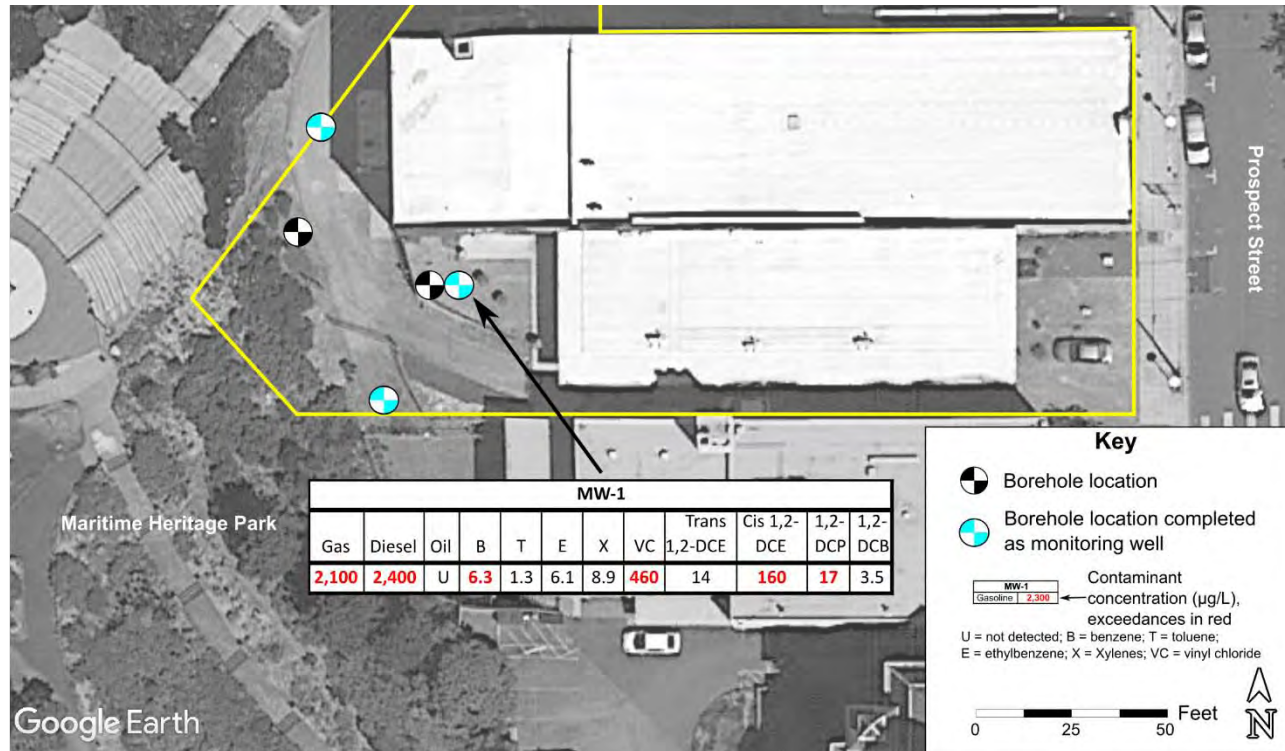 Prospect Street
Maritime Heritage Park
MW-1
Gas Diesel Oil B T E X VC Trans 1,2-DCE Cis 1,2-DCE 1,2-DCP 1,2-DCB
2,100 2,400 U 6.3 1.3 6.1 8.9 460 14 160 17 3.5
Key
Borehole location
Borehole location completed
as monitoring well
MW-1
Gasoline 2,300
Contaminant
concentration (µg/L),
exceedances in red
U = not detected; B = benzene; T = toluene;
E = ethylbenzene; X = Xylenes; VC = vinyl chloride
0 25 50 Feet
N
Google Earth